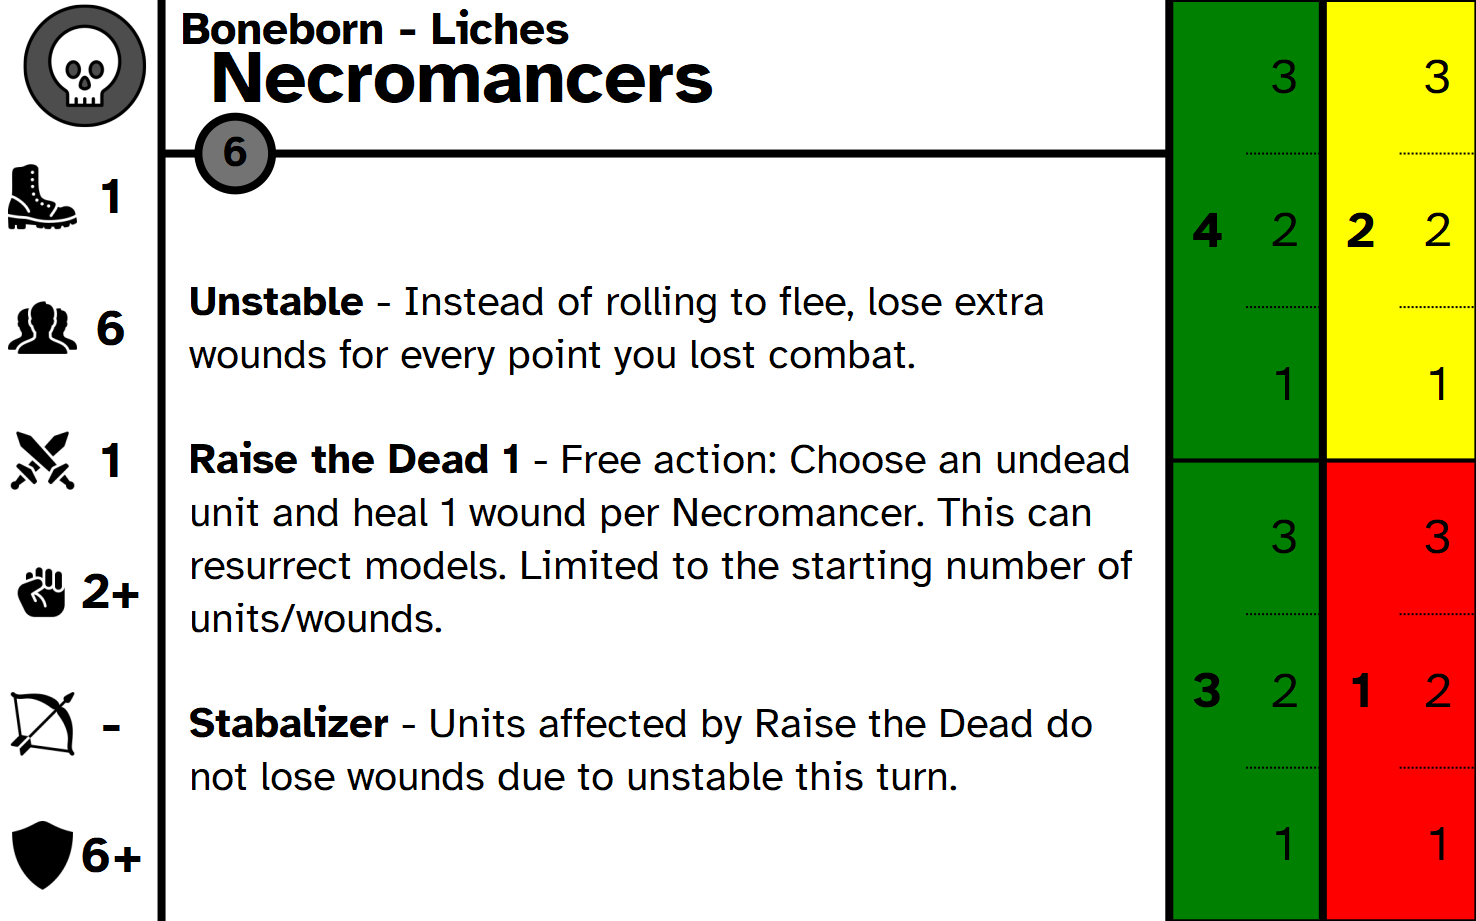 Boneborn - Liches
Necromancers
6
1
6
1
2+
-
6+
Unstable - Instead of rolling to flee, lose extra
wounds for every point you lost combat.
Raise the Dead 1 - Free action: Choose an undead
unit and heal 1 wound per Necromancer. This can
resurrect models. Limited to the starting number of
units/wounds.
Stabalizer - Units affected by Raise the Dead do
not lose wounds due to unstable this turn.
3
4 2
1
3
2 2
1
3
3 2
1
3
1 2
1